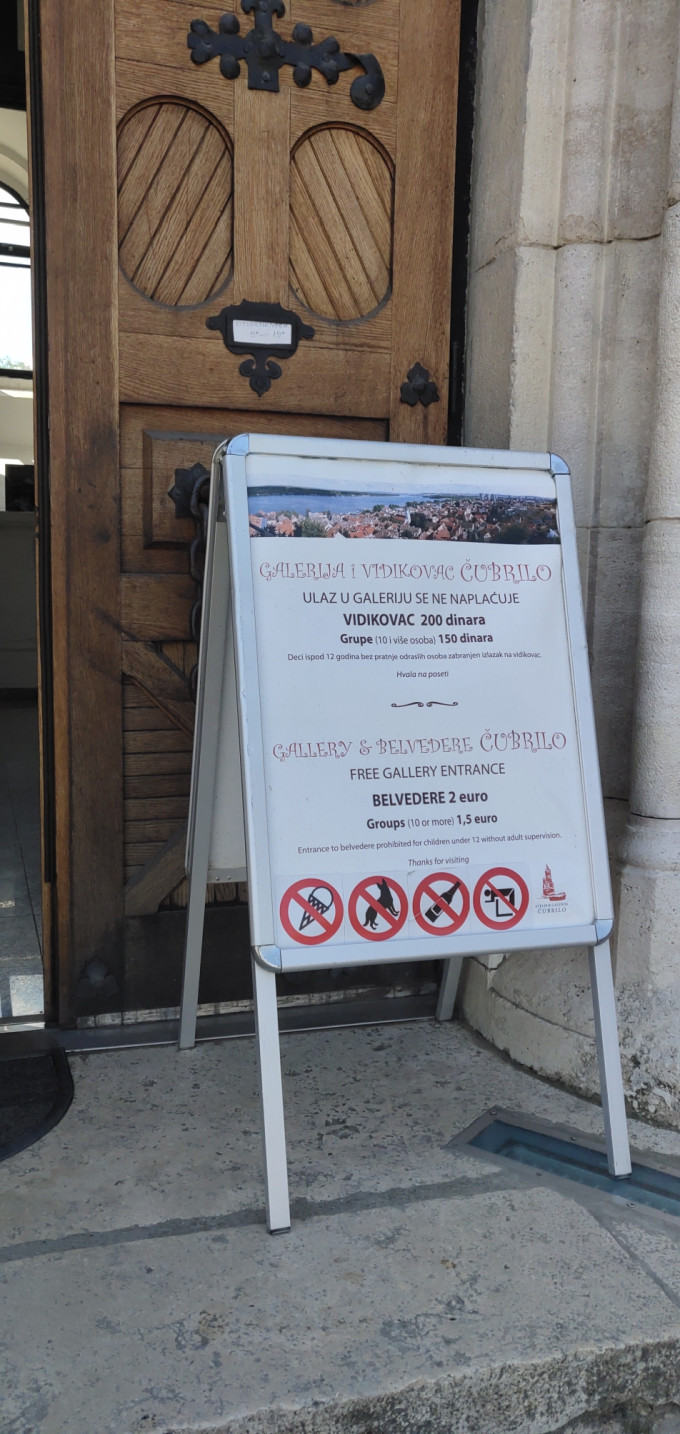 GALERIJA i VIDIKOVAC ČUBRILO
ULAZ U GALERIJU SE NE NAPLAĆUJE
VIDIKOVAC 200 dinara
Grupe (10 i više osoba) 150 dinara
Deci ispod 12 godina bez pratnje odraslih osoba zabranjen izlazak na vidikovac.
Hvala na poseti
GALLERY & BELVEDERE ČUBRILO
FREE GALLERY ENTRANCE
BELVEDERE 2 euro
Groups (10 or more) 1,5 euro
Entrance to belvedere prohibited for children under 12 without adult supervision.
Thanks for visiting
ČUBRILO